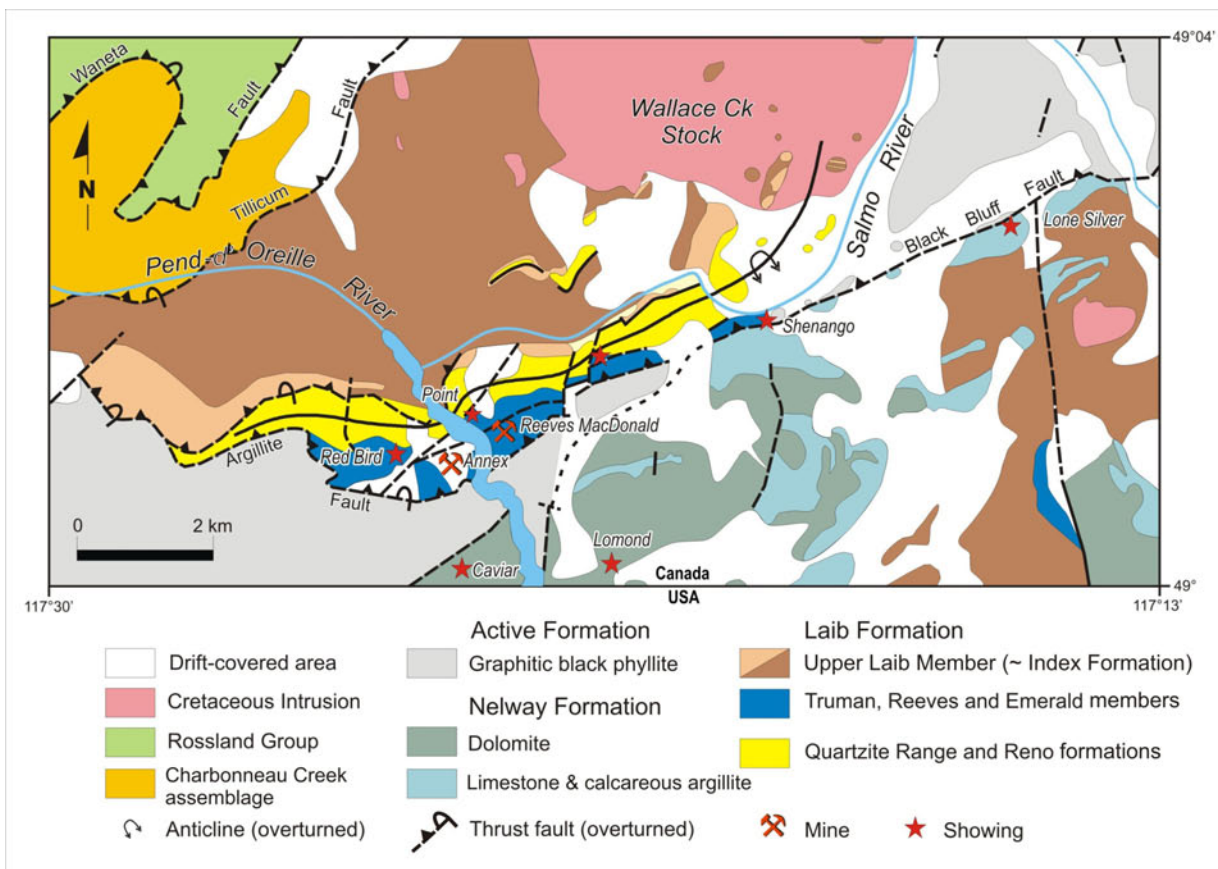 49°04'
Waneta
Fault
Fault
Wallace Ck
Stock
Salmo River
N
Tillicum
Fault
Bluff
Black
Lone Silver
Pend-d' Oreille
River
Shenango
Point
Reeves MacDonald
Argillite
Red Bird
Annex
Fault
0 2 km
Lomond
Caviar
Canada
USA
49°
117°30'
117°13'
Active Formation
Laib Formation
Drift-covered area
Graphitic black phyllite
Upper Laib Member (~ Index Formation)
Cretaceous Intrusion
Nelway Formation
Truman, Reeves and Emerald members
Rossland Group
Dolomite
Quartzite Range and Reno formations
Charbonneau Creek
assemblage
Limestone & calcareous argillite
Anticline (overturned)
Thrust fault (overturned)
Mine
Showing